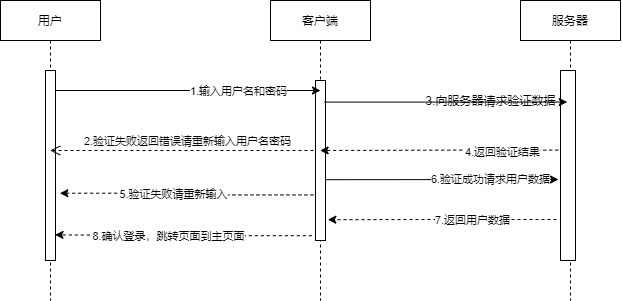 用户
客户端
服务器
1.输入用户名和密码
3.向服务器请求验证数据
2.验证失败返回错误请重新输入用户名密码
4.返回验证结果
6.验证成功请求用户数据
5.验证失败请重新输入
7.返回用户数据
8.确认登录，跳转页面到主页面